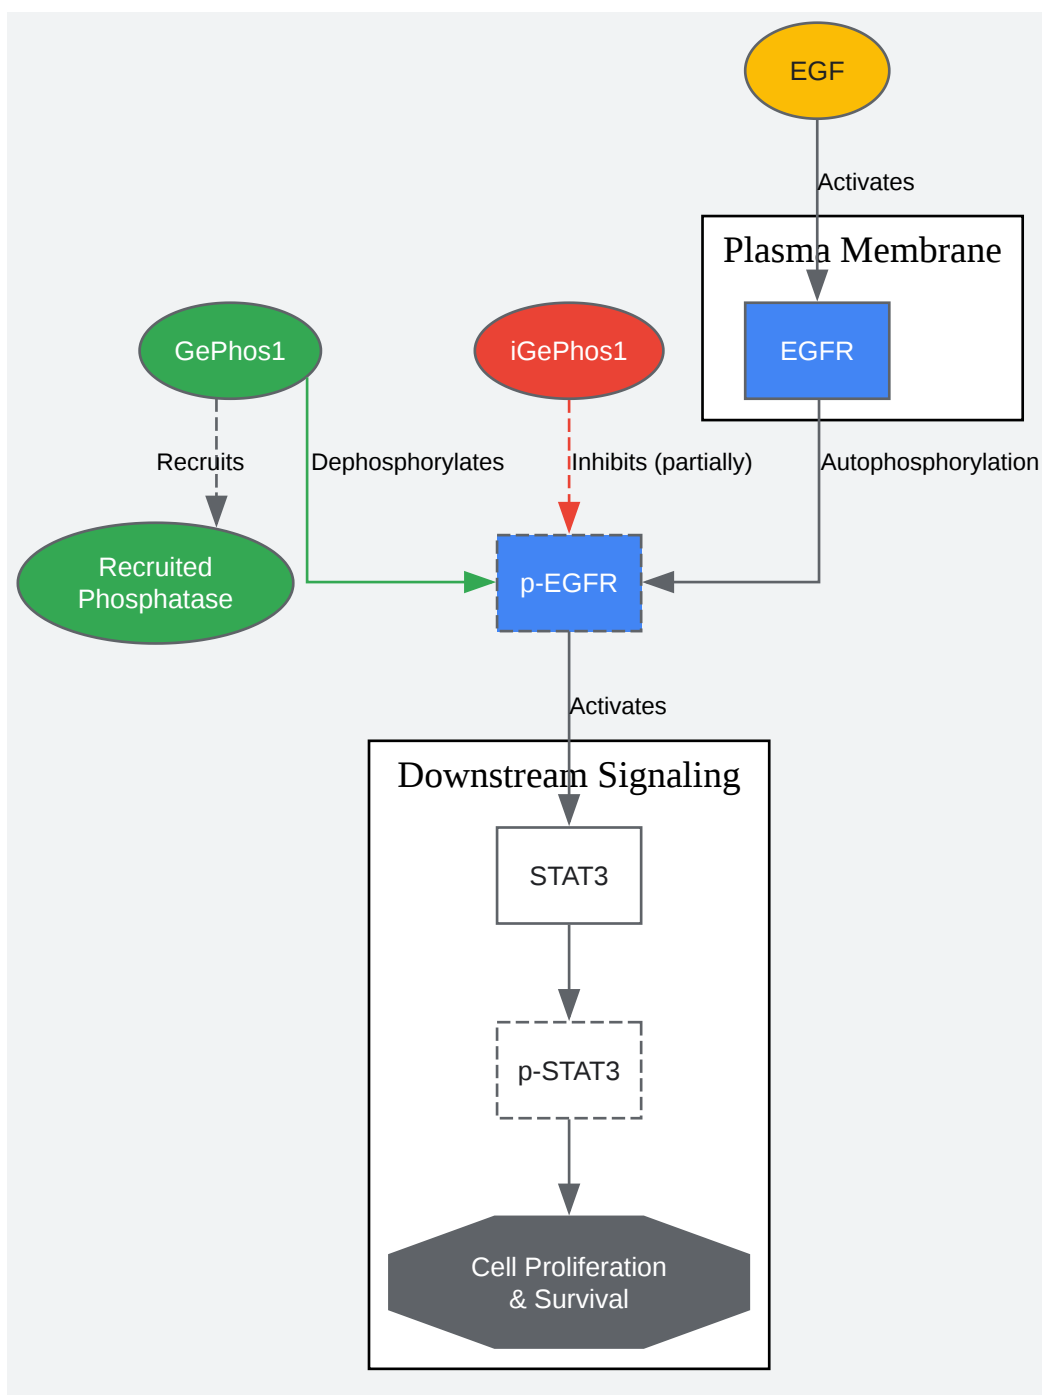 EGF
Activates
Plasma Membrane
GePhos1
iGePhos1
EGFR
Recruits
Dephosphorylates
Inhibits (partially)
Autophosphorylation
Recruited
Phosphatase
p-EGFR
Activates
Downstream Signaling
STAT3
p-STAT3
Cell Proliferation
& Survival